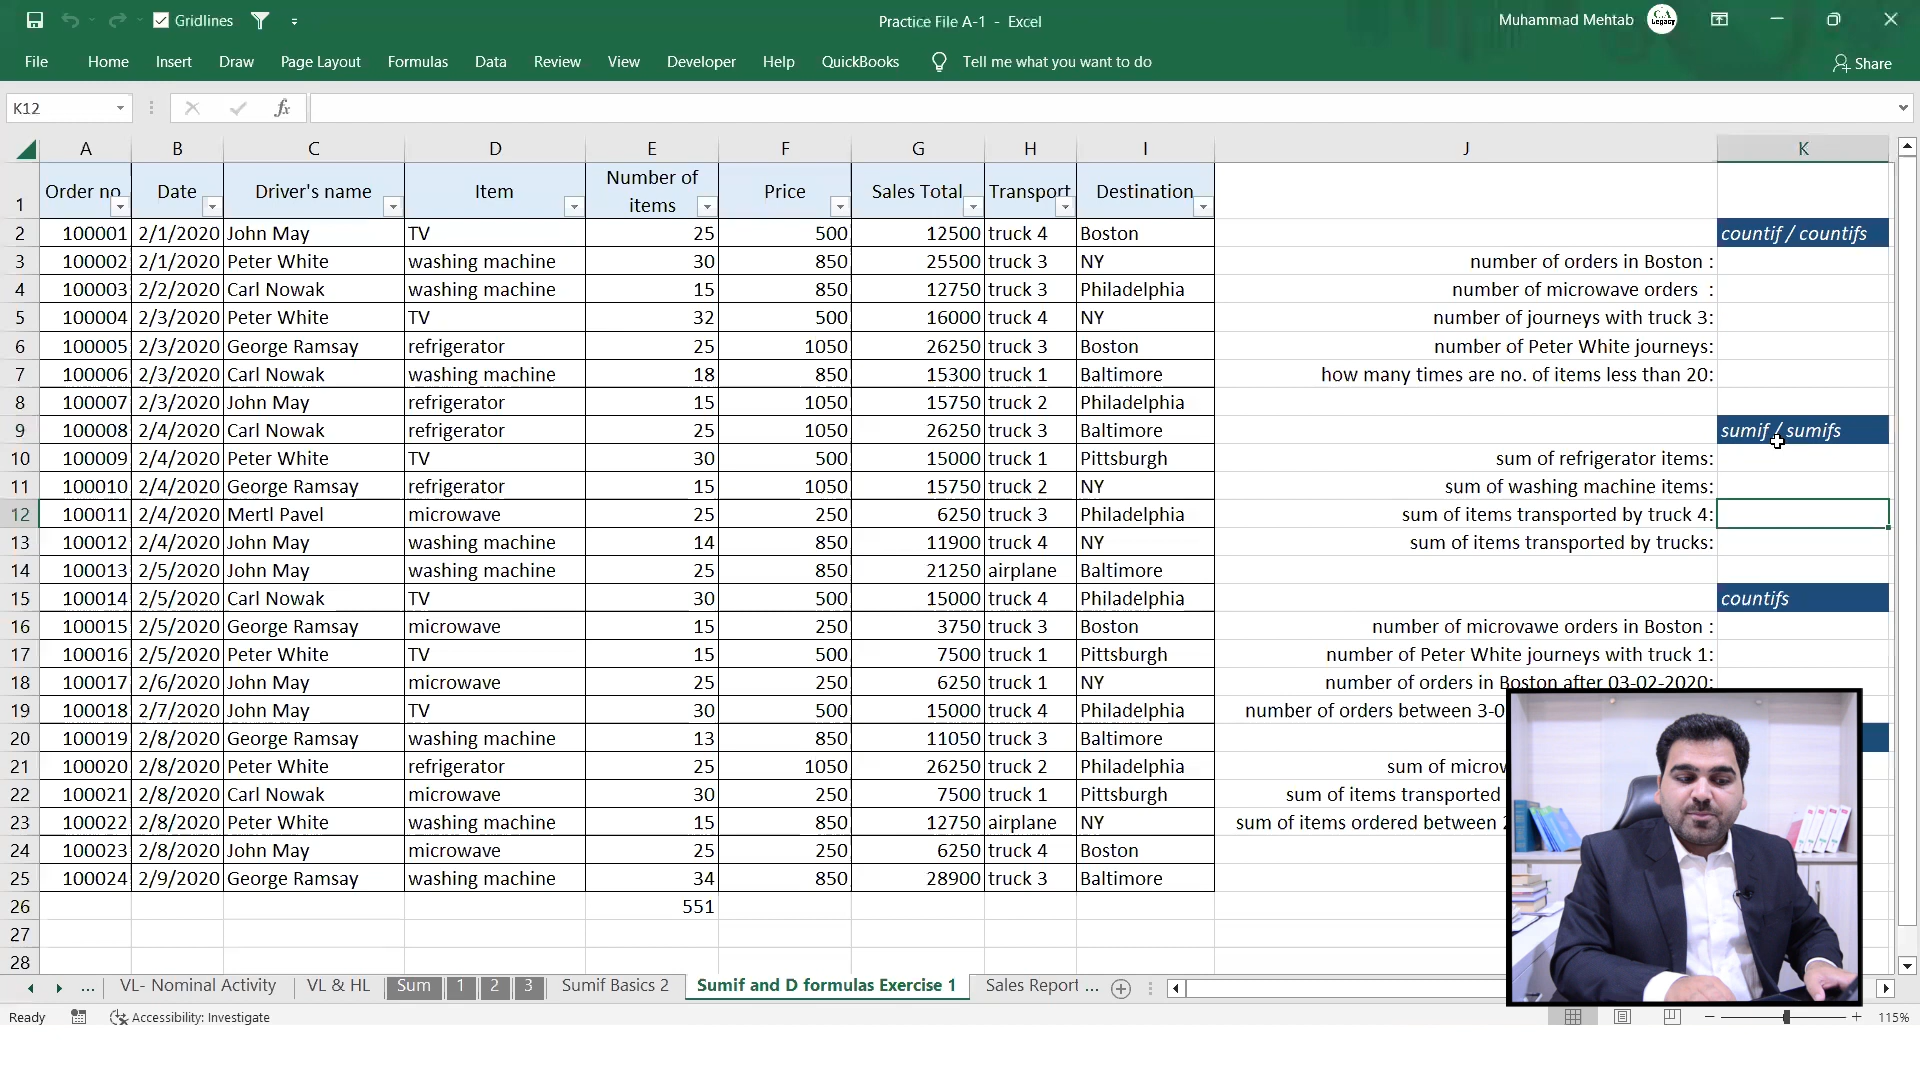 Gridlines
Practice File A-1 - Excel
Muhammad Mehtab
CA Legacy
File Home Insert Draw Page Layout Formulas Data Review View Developer Help QuickBooks Tell me what you want to do Share
K12 fx
A B C D E F G H I J K
1 Order no Date Driver's name Item Number of items Price Sales Total Transport Destination
2 100001 2/1/2020 John May TV 25 500 12500 truck 4 Boston countif / countifs
3 100002 2/1/2020 Peter White washing machine 30 850 25500 truck 3 NY number of orders in Boston :
4 100003 2/2/2020 Carl Nowak washing machine 15 850 12750 truck 3 Philadelphia number of microwave orders :
5 100004 2/3/2020 Peter White TV 32 500 16000 truck 4 NY number of journeys with truck 3:
6 100005 2/3/2020 George Ramsay refrigerator 25 1050 26250 truck 3 Boston number of Peter White journeys:
7 100006 2/3/2020 Carl Nowak washing machine 18 850 15300 truck 1 Baltimore how many times are no. of items less than 20:
8 100007 2/3/2020 John May refrigerator 15 1050 15750 truck 2 Philadelphia
9 100008 2/4/2020 Carl Nowak refrigerator 25 1050 26250 truck 3 Baltimore sumif / sumifs
10 100009 2/4/2020 Peter White TV 30 500 15000 truck 1 Pittsburgh sum of refrigerator items:
11 100010 2/4/2020 George Ramsay refrigerator 15 1050 15750 truck 2 NY sum of washing machine items:
12 100011 2/4/2020 Mertl Pavel microwave 25 250 6250 truck 3 Philadelphia sum of items transported by truck 4:
13 100012 2/4/2020 John May washing machine 14 850 11900 truck 4 NY sum of items transported by trucks:
14 100013 2/5/2020 John May washing machine 25 850 21250 airplane Baltimore
15 100014 2/5/2020 Carl Nowak TV 30 500 15000 truck 4 Philadelphia countifs
16 100015 2/5/2020 George Ramsay microwave 15 250 3750 truck 3 Boston number of microvawe orders in Boston :
17 100016 2/5/2020 Peter White TV 15 500 7500 truck 1 Pittsburgh number of Peter White journeys with truck 1:
18 100017 2/6/2020 John May microwave 25 250 6250 truck 1 NY number of orders in Boston after 03-02-2020:
19 100018 2/7/2020 John May TV 30 500 15000 truck 4 Philadelphia number of orders between 3-0
20 100019 2/8/2020 George Ramsay washing machine 13 850 11050 truck 3 Baltimore
21 100020 2/8/2020 Peter White refrigerator 25 1050 26250 truck 2 Philadelphia sum of microw
22 100021 2/8/2020 Carl Nowak microwave 30 250 7500 truck 1 Pittsburgh sum of items transported
23 100022 2/8/2020 Peter White washing machine 15 850 12750 airplane NY sum of items ordered between 2
24 100023 2/8/2020 John May microwave 25 250 6250 truck 4 Boston
25 100024 2/9/2020 George Ramsay washing machine 34 850 28900 truck 3 Baltimore
26 551
27
28
... VL- Nominal Activity VL & HL Sum 1 2 3 Sumif Basics 2 Sumif and D formulas Exercise 1 Sales Report ...
Ready Accessibility: Investigate 115%